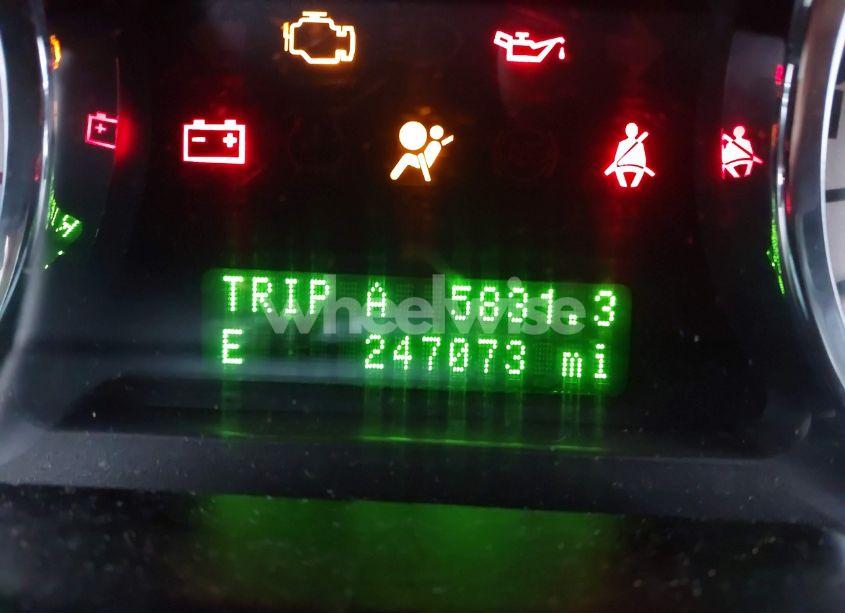 TRIP A 5831.3
E 247073 mi
wheelwise